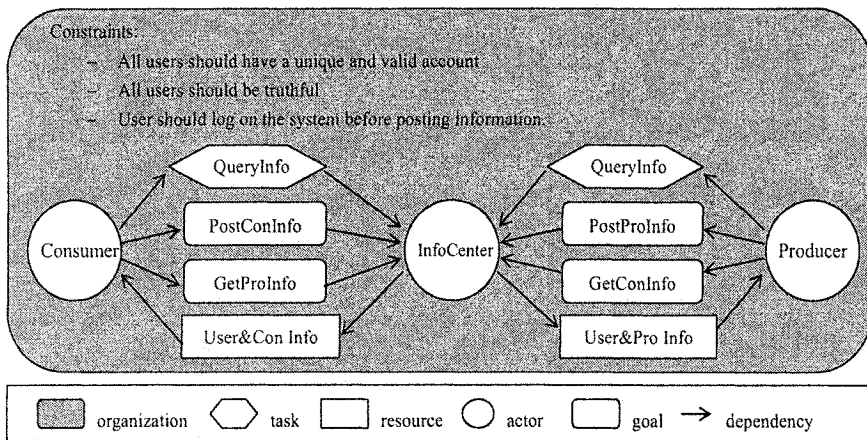 Constraints:
– All users should have a unique and valid account
– All users should be truthful
– User should log on the system before posting information.
QueryInfo
QueryInfo
PostConInfo
PostProInfo
Consumer
InfoCenter
Producer
GetProInfo
GetConInfo
User&Con Info
User&Pro Info
organization
task
resource
actor
goal
dependency